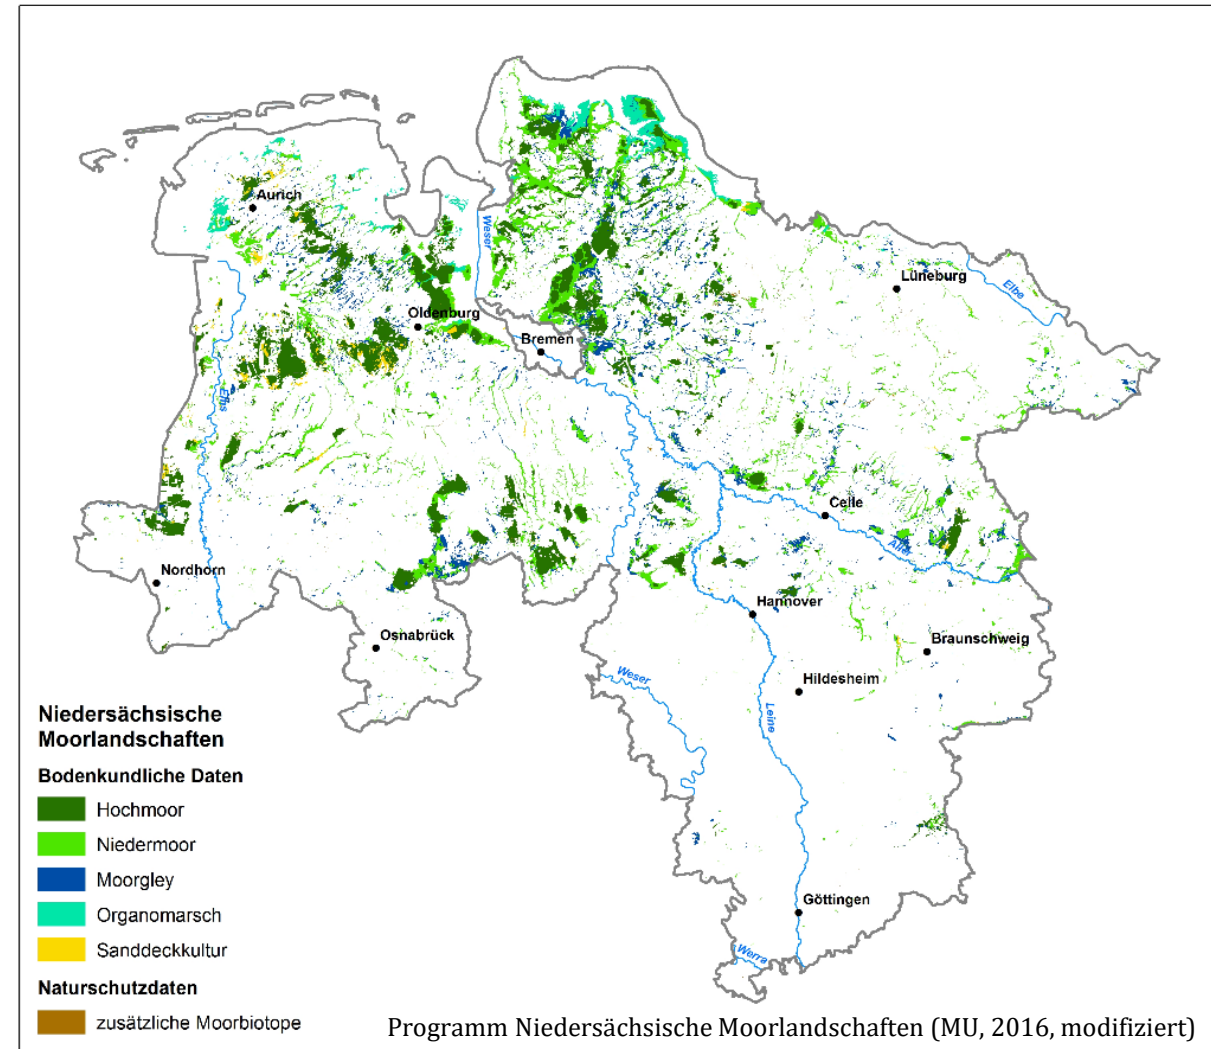 Aurich
Weser
Lüneburg
Elbe
Oldenburg
Bremen
Ems
Celle
Aller
Nordhorn
Hannover
Osnabrück
Braunschweig
Weser
Hildesheim
Leine
Göttingen
Werra
Niedersächsische
Moorlandschaften
Bodenkundliche Daten
Hochmoor
Niedermoor
Moorgley
Organomarsch
Sanddeckkultur
Naturschutzdaten
zusätzliche Moorbiotope
Programm Niedersächsische Moorlandschaften (MU, 2016, modifiziert)